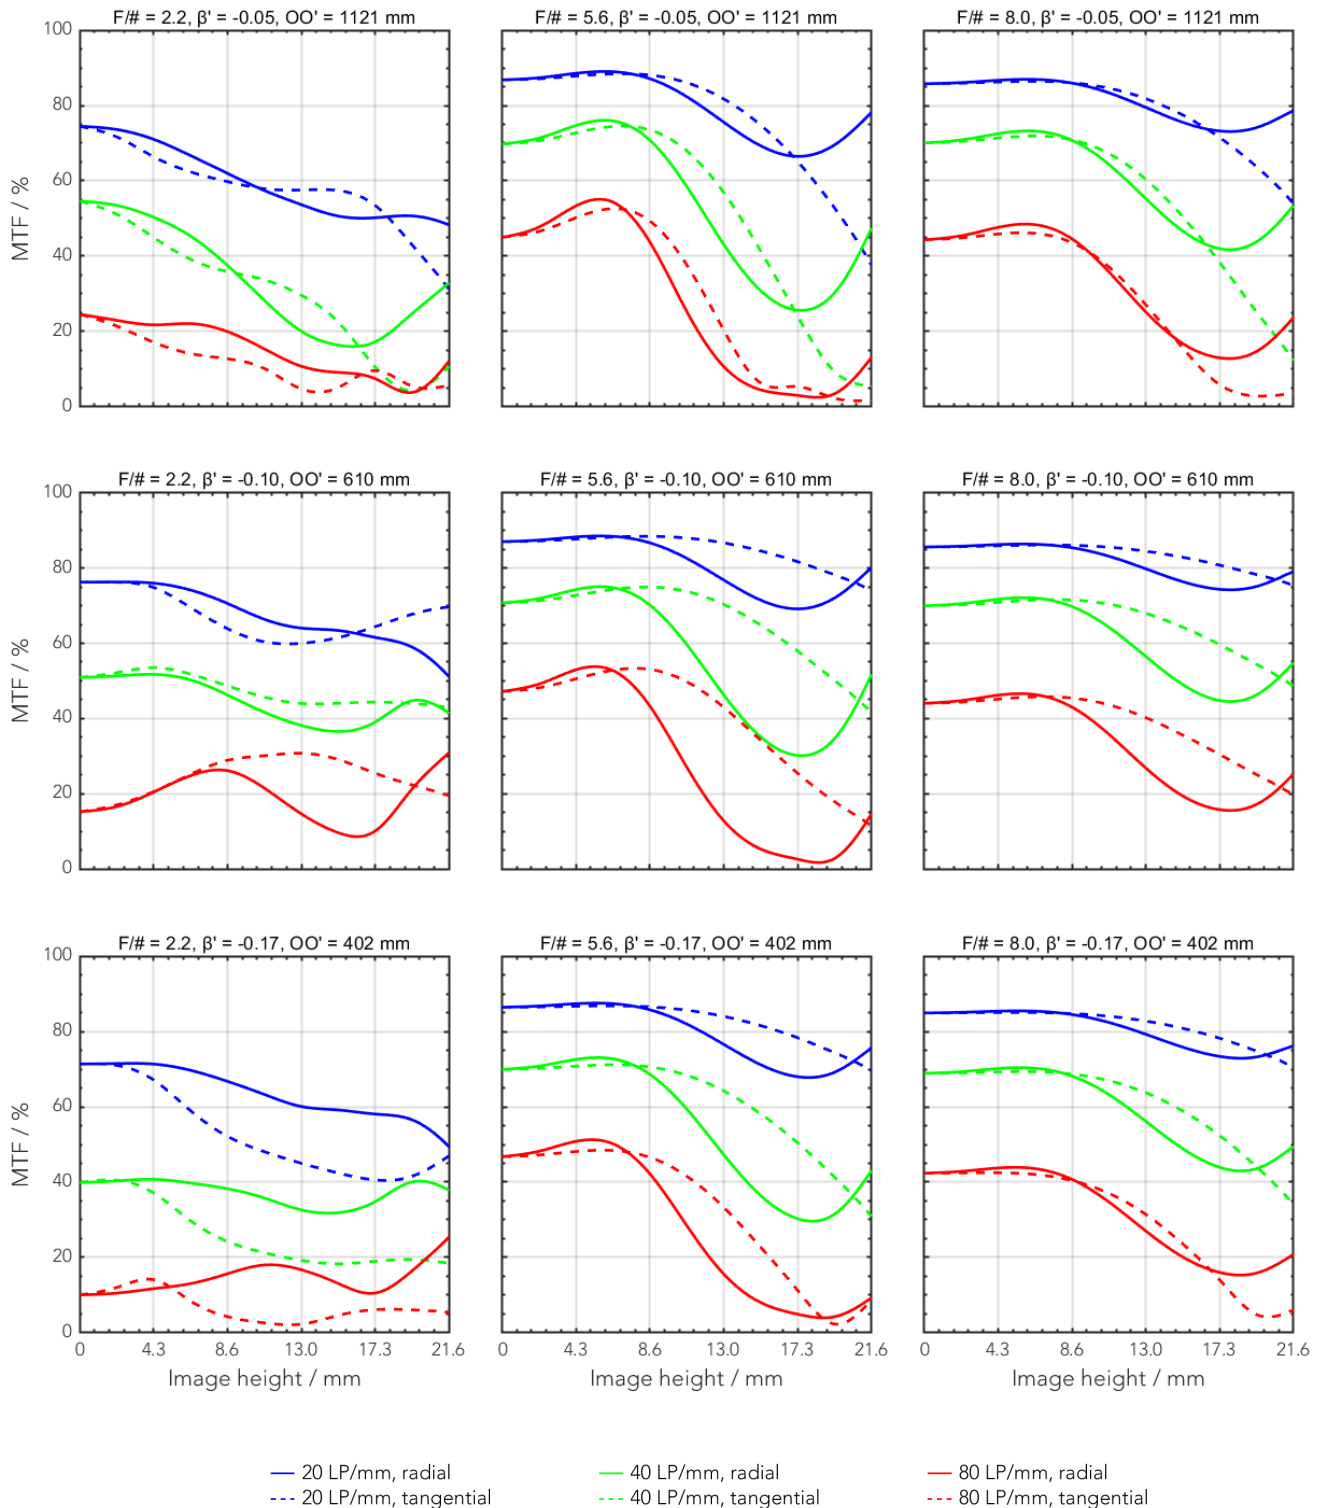 F/# = 2.2, β' = -0.05, OO' = 1121 mm
F/# = 5.6, β' = -0.05, OO' = 1121 mm
F/# = 8.0, β' = -0.05, OO' = 1121 mm
100
80
60
40
20
0
MTF / %
F/# = 2.2, β' = -0.10, OO' = 610 mm
F/# = 5.6, β' = -0.10, OO' = 610 mm
F/# = 8.0, β' = -0.10, OO' = 610 mm
100
80
60
40
20
0
MTF / %
F/# = 2.2, β' = -0.17, OO' = 402 mm
F/# = 5.6, β' = -0.17, OO' = 402 mm
F/# = 8.0, β' = -0.17, OO' = 402 mm
100
80
60
40
20
0
MTF / %
0 4.3 8.6 13.0 17.3 21.6
0 4.3 8.6 13.0 17.3 21.6
0 4.3 8.6 13.0 17.3 21.6
Image height / mm
Image height / mm
Image height / mm
20 LP/mm, radial
20 LP/mm, tangential
40 LP/mm, radial
40 LP/mm, tangential
80 LP/mm, radial
80 LP/mm, tangential